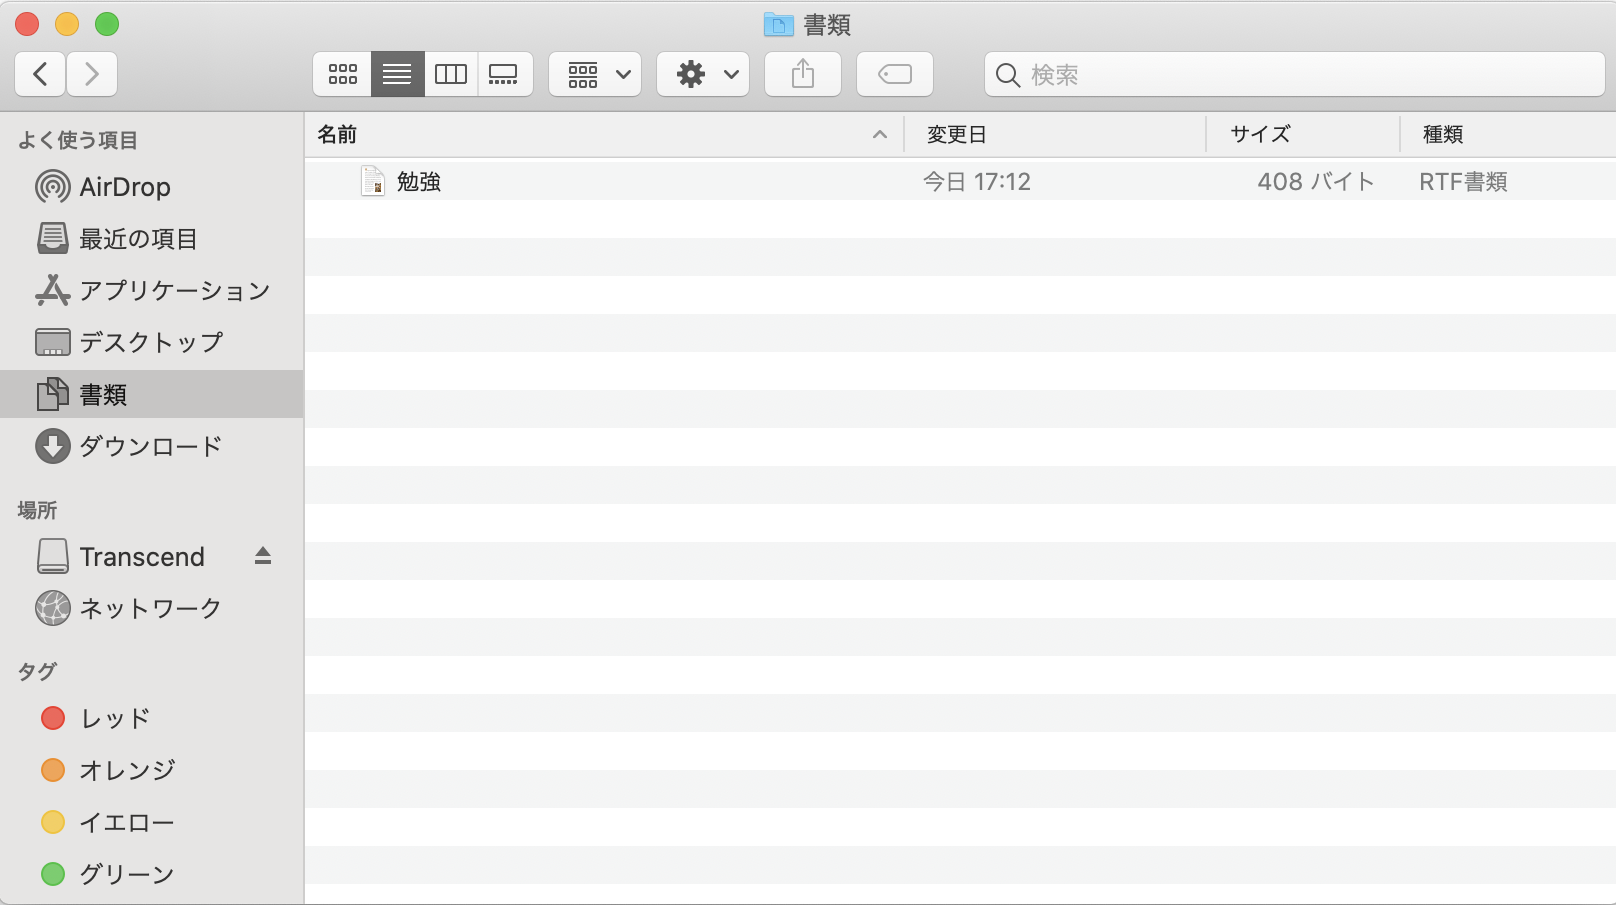 書類
検索
よく使う項目
AirDrop
最近の項目
アプリケーション
デスクトップ
書類
ダウンロード
場所
Transcend
ネットワーク
タグ
レッド
オレンジ
イエロー
グリーン
名前 変更日 サイズ 種類
勉強 今日 17:12 408 バイト RTF書類